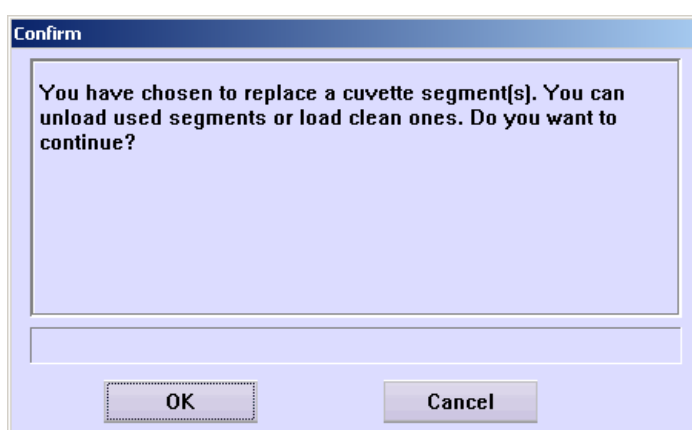 Confirm
You have chosen to replace a cuvette segment(s). You can
unload used segments or load clean ones. Do you want to
continue?
OK
Cancel